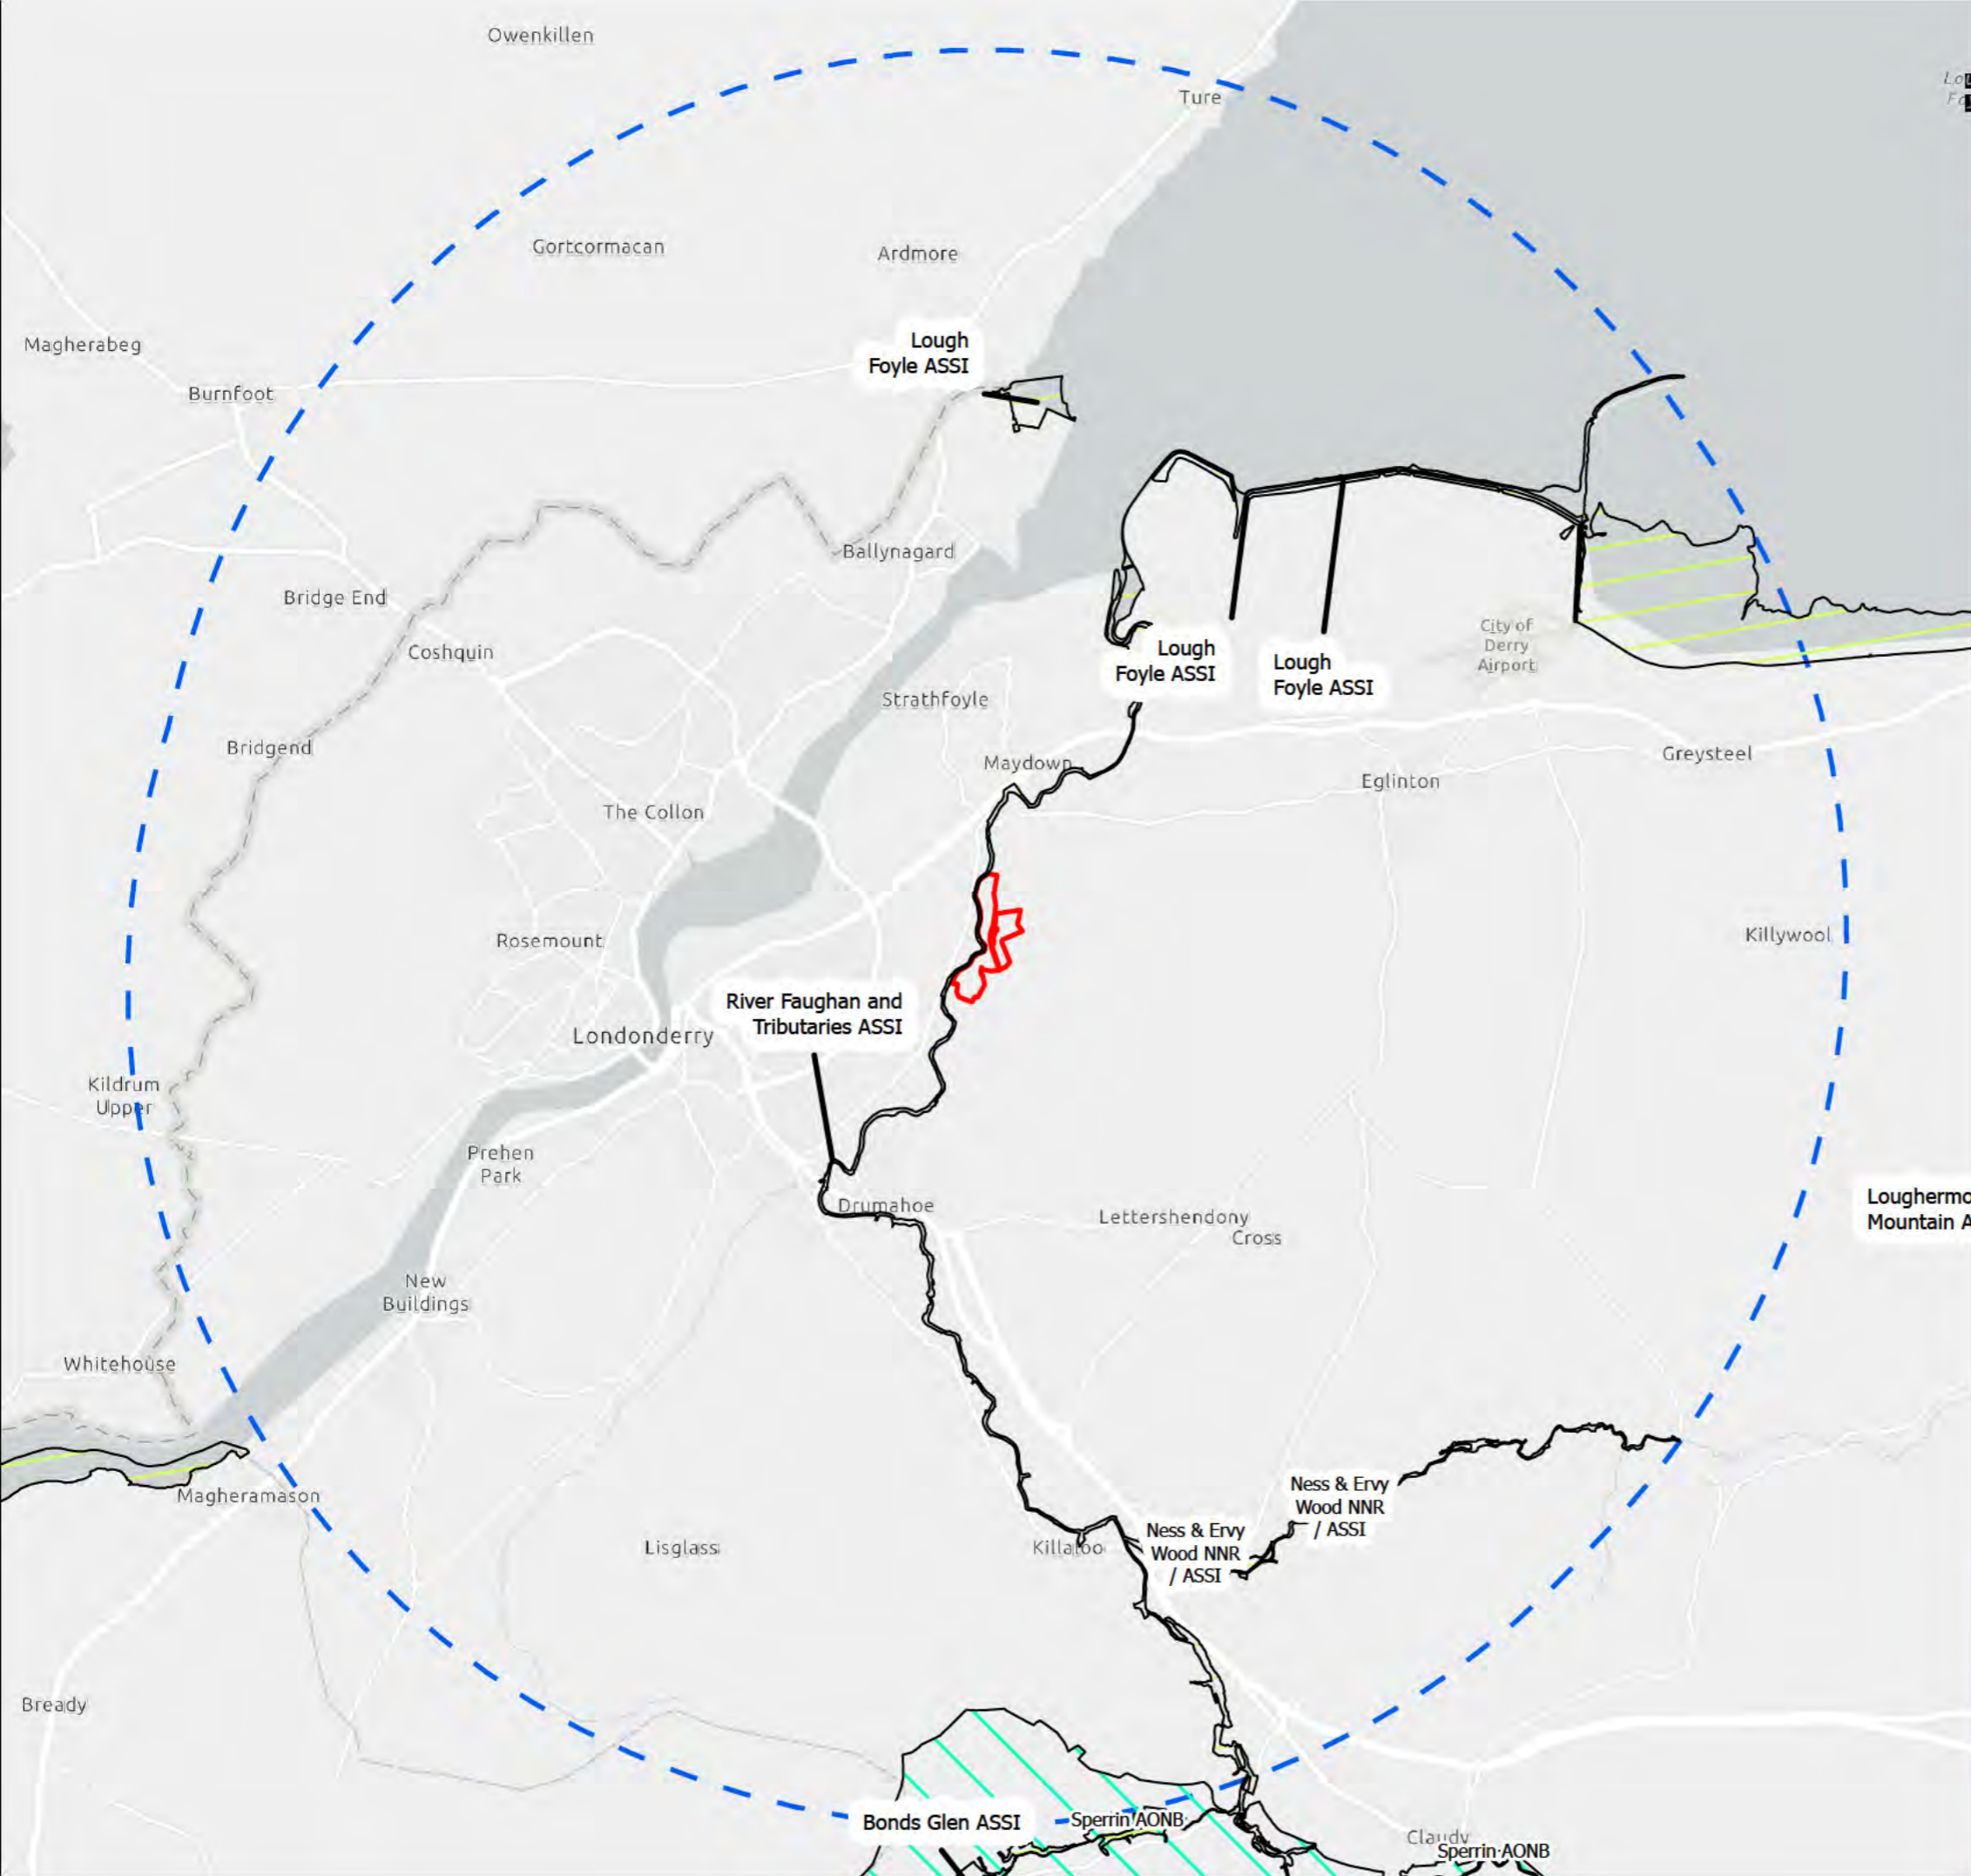 Owenkillen
Ture
Gortcormacan
Ardmore
Magherabeg
Lough
Foyle ASSI
Burnfoot
Ballynagard
Bridge End
Coshquin
City of
Derry
Airport
Lough
Foyle ASSI
Lough
Foyle ASSI
Strathfoyle
Bridgend
Maydown
Greysteel
Eglinton
The Collon
Rosemount
Killywool
River Faughan and
Tributaries ASSI
Londonderry
Kildrum
Upper
Prehen
Park
Drumahoe
Lettershendony
Cross
Loughermo
Mountain A
New
Buildings
Whitehouse
Magheramason
Ness & Ervy
Wood NNR
/ ASSI
Ness & Ervy
Wood NNR
/ ASSI
Lisglass
Killaloo
Bready
Bonds Glen ASSI
Sperrin AONB
Claudy
Sperrin AONB